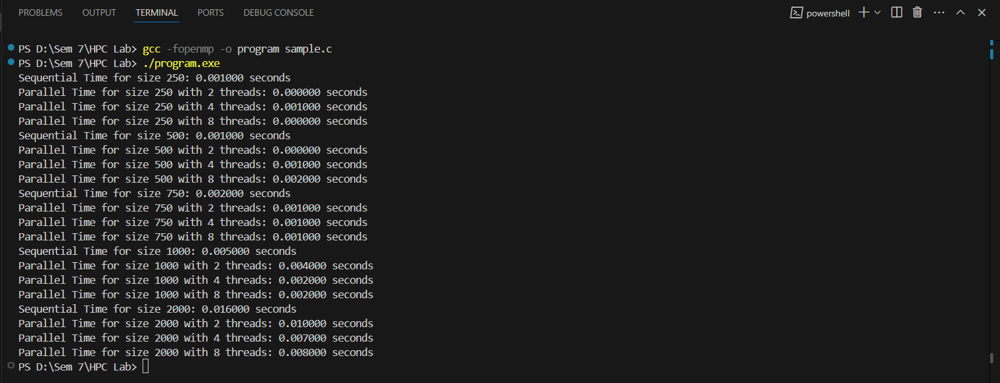 PROBLEMS OUTPUT TERMINAL PORTS DEBUG CONSOLE powershell
PS D:\Sem 7\HPC Lab> gcc -fopenmp -o program sample.c
PS D:\Sem 7\HPC Lab> ./program.exe
Sequential Time for size 250: 0.001000 seconds
Parallel Time for size 250 with 2 threads: 0.000000 seconds
Parallel Time for size 250 with 4 threads: 0.001000 seconds
Parallel Time for size 250 with 8 threads: 0.000000 seconds
Sequential Time for size 500: 0.001000 seconds
Parallel Time for size 500 with 2 threads: 0.000000 seconds
Parallel Time for size 500 with 4 threads: 0.001000 seconds
Parallel Time for size 500 with 8 threads: 0.002000 seconds
Sequential Time for size 750: 0.002000 seconds
Parallel Time for size 750 with 2 threads: 0.001000 seconds
Parallel Time for size 750 with 4 threads: 0.001000 seconds
Parallel Time for size 750 with 8 threads: 0.001000 seconds
Sequential Time for size 1000: 0.005000 seconds
Parallel Time for size 1000 with 2 threads: 0.004000 seconds
Parallel Time for size 1000 with 4 threads: 0.002000 seconds
Parallel Time for size 1000 with 8 threads: 0.002000 seconds
Sequential Time for size 2000: 0.016000 seconds
Parallel Time for size 2000 with 2 threads: 0.010000 seconds
Parallel Time for size 2000 with 4 threads: 0.007000 seconds
Parallel Time for size 2000 with 8 threads: 0.008000 seconds
PS D:\Sem 7\HPC Lab>